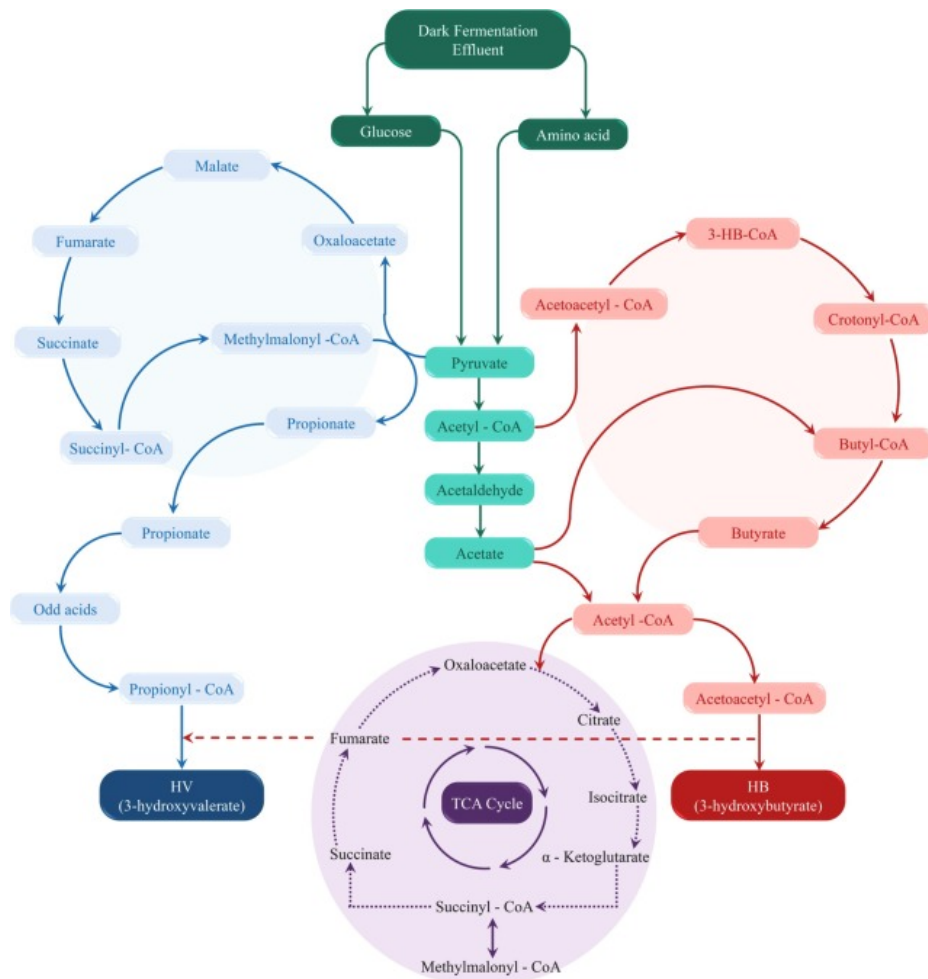 Dark Fermentation
Effluent
Glucose
Amino acid
Malate
Fumarate
Oxaloacetate
Succinate
Methylmalonyl -CoA
Succinyl- CoA
Propionate
Pyruvate
Acetyl - CoA
Acetaldehyde
Acetate
3-HB-CoA
Acetoacetyl - CoA
Crotonyl-CoA
Butyl-CoA
Butyrate
Propionate
Odd acids
Propionyl - CoA
HV
(3-hydroxyvalerate)
Acetyl -CoA
Acetoacetyl - CoA
HB
(3-hydroxybutyrate)
Oxaloacetate
Citrate
Fumarate
Isocitrate
TCA Cycle
Succinate
α - Ketoglutarate
Succinyl - CoA
Methylmalonyl - CoA